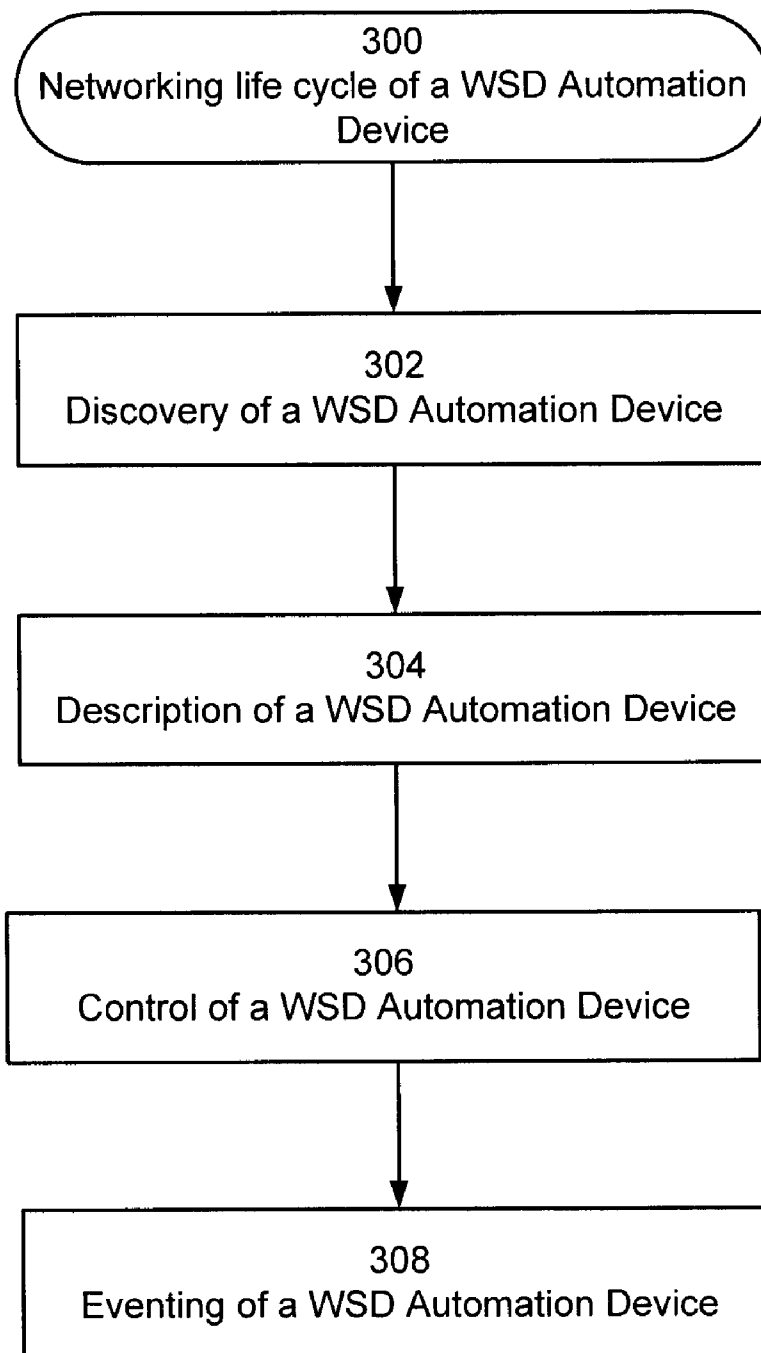 300
Networking life cycle of a WSD Automation
Device
302
Discovery of a WSD Automation Device
304
Description of a WSD Automation Device
306
Control of a WSD Automation Device
308
Eventing of a WSD Automation Device